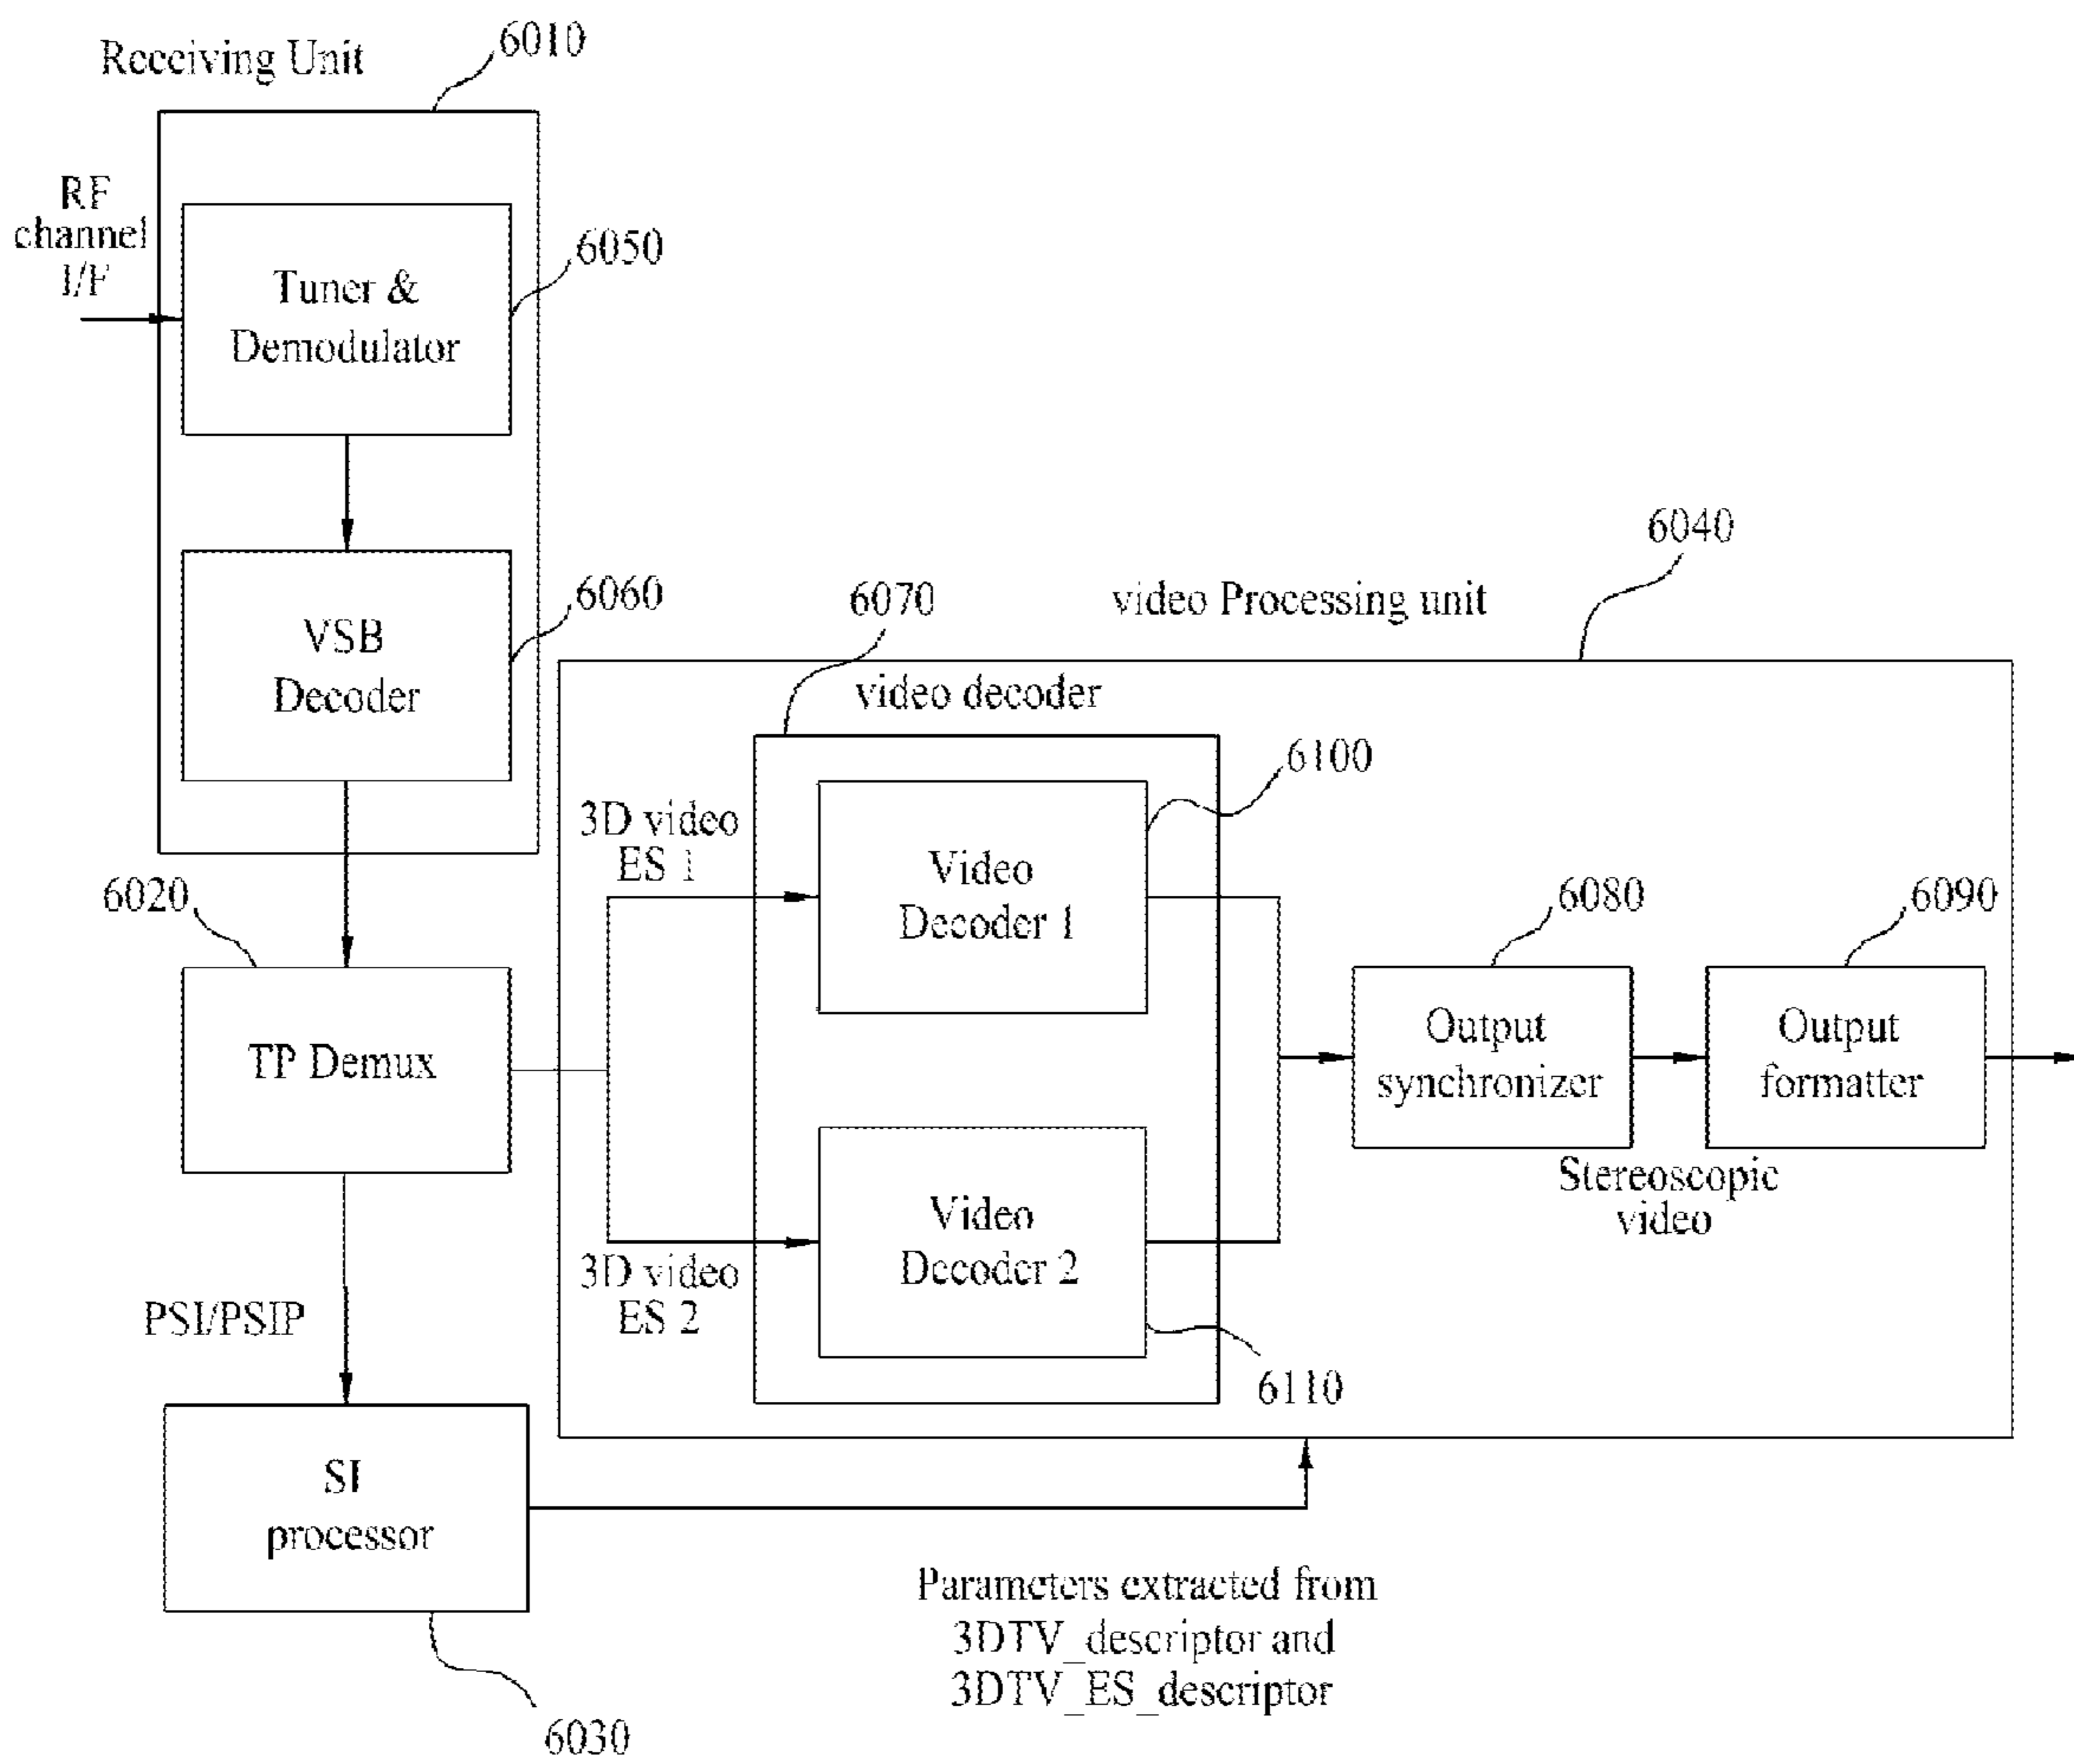 Receiving Unit
6010
RF
channel
I/F
Tuner &
Demodulator
6050
VSB
Decoder
6060
6020
TP Demux
PSI/PSIP
SI
processor
6030
video Processing unit
6040
6070
video decoder
3D video
ES 1
Video
Decoder 1
6100
3D video
ES 2
Video
Decoder 2
6110
6080
Output
synchronizer
Stereoscopic
video
6090
Output
formatter
Parameters extracted from
3DTV_descriptor and
3DTV_ES_descriptor